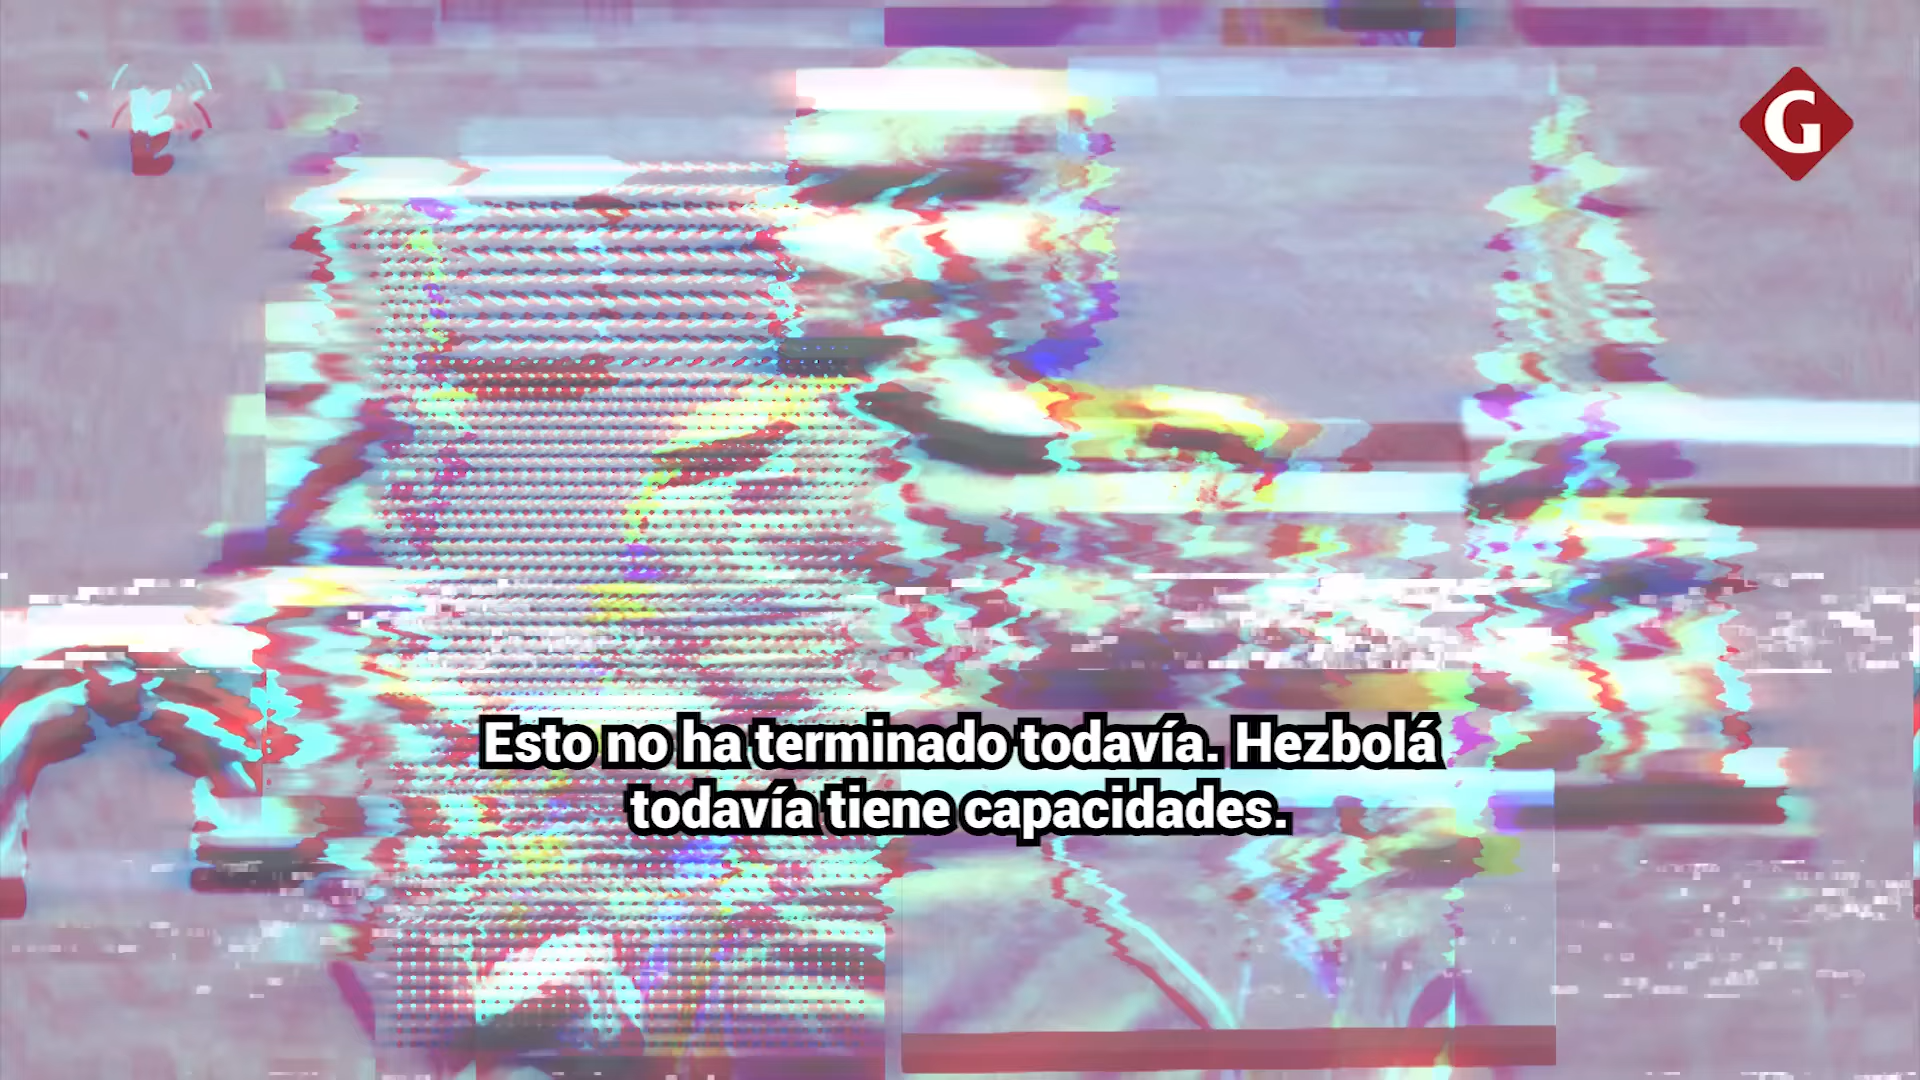 G
Esto no ha terminado todavía. Hezbolá
todavía tiene capacidades.